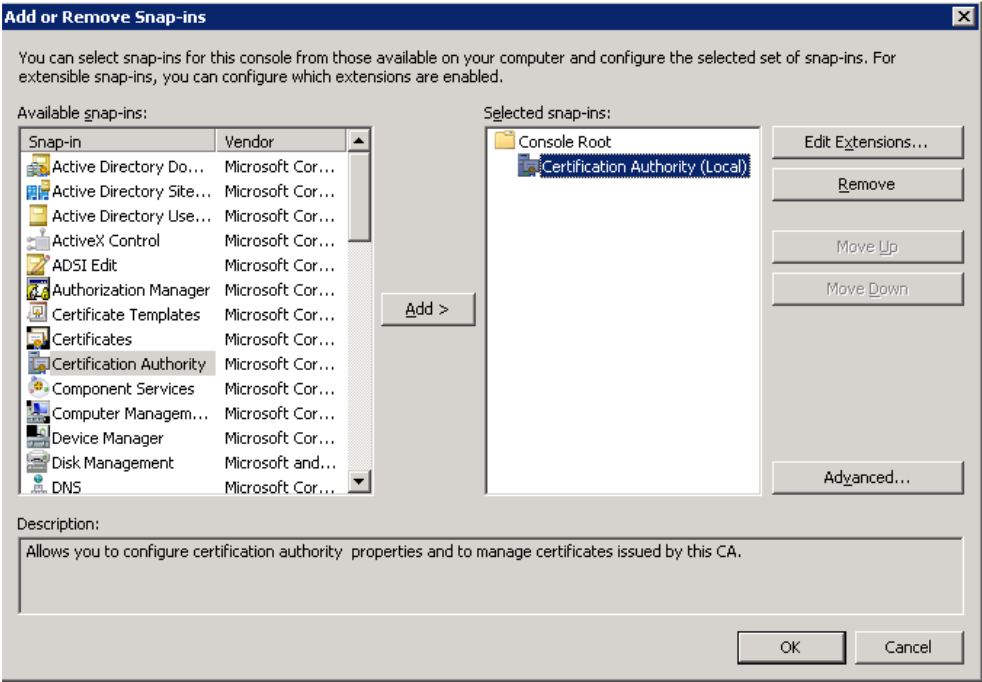 Add or Remove Snap-ins
You can select snap-ins for this console from those available on your computer and configure the selected set of snap-ins. For
extensible snap-ins, you can configure which extensions are enabled.
Available snap-ins:
Snap-in Vendor
Active Directory Do... Microsoft Cor...
Active Directory Site... Microsoft Cor...
Active Directory Use... Microsoft Cor...
ActiveX Control Microsoft Cor...
ADSI Edit Microsoft Cor...
Authorization Manager Microsoft Cor...
Certificate Templates Microsoft Cor...
Certificates Microsoft Cor...
Certification Authority Microsoft Cor...
Component Services Microsoft Cor...
Computer Managem... Microsoft Cor...
Device Manager Microsoft Cor...
Disk Management Microsoft and...
DNS Microsoft Cor...
Add >
Selected snap-ins:
Console Root
Certification Authority (Local)
Edit Extensions...
Remove
Move Up
Move Down
Advanced...
Description:
Allows you to configure certification authority  properties and to manage certificates issued by this CA.
OK
Cancel